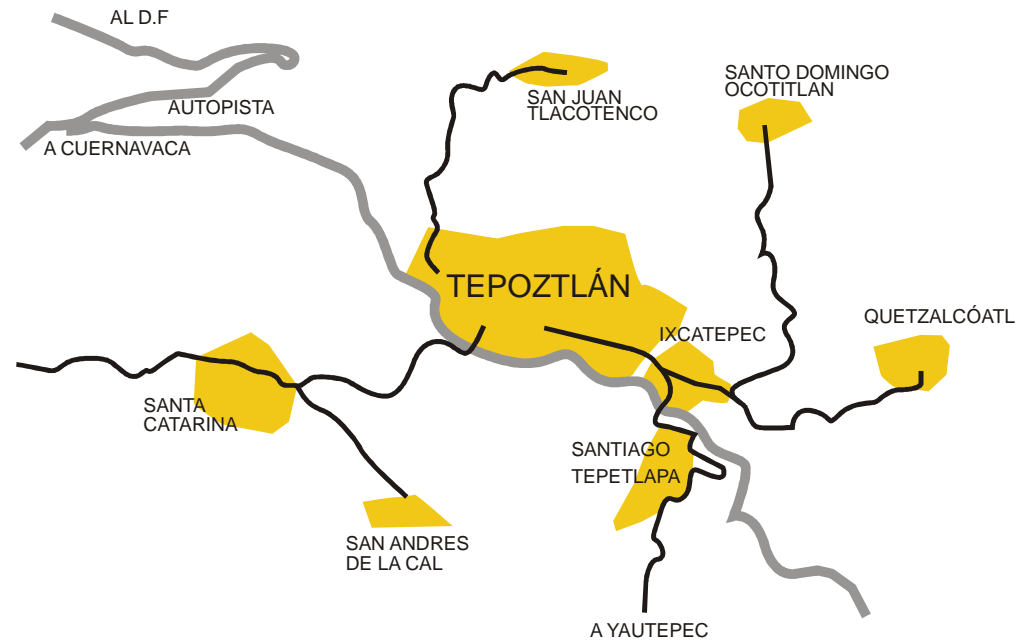 AL D.F
AUTOPISTA
A CUERNAVACA
SAN JUAN
TLACOTENCO
SANTO DOMINGO
OCOTITLAN
TEPOZTLÁN
IXCATEPEC
QUETZALCÓATL
SANTA
CATARINA
SANTIAGO
TEPETLAPA
SAN ANDRES
DE LA CAL
A YAUTEPEC